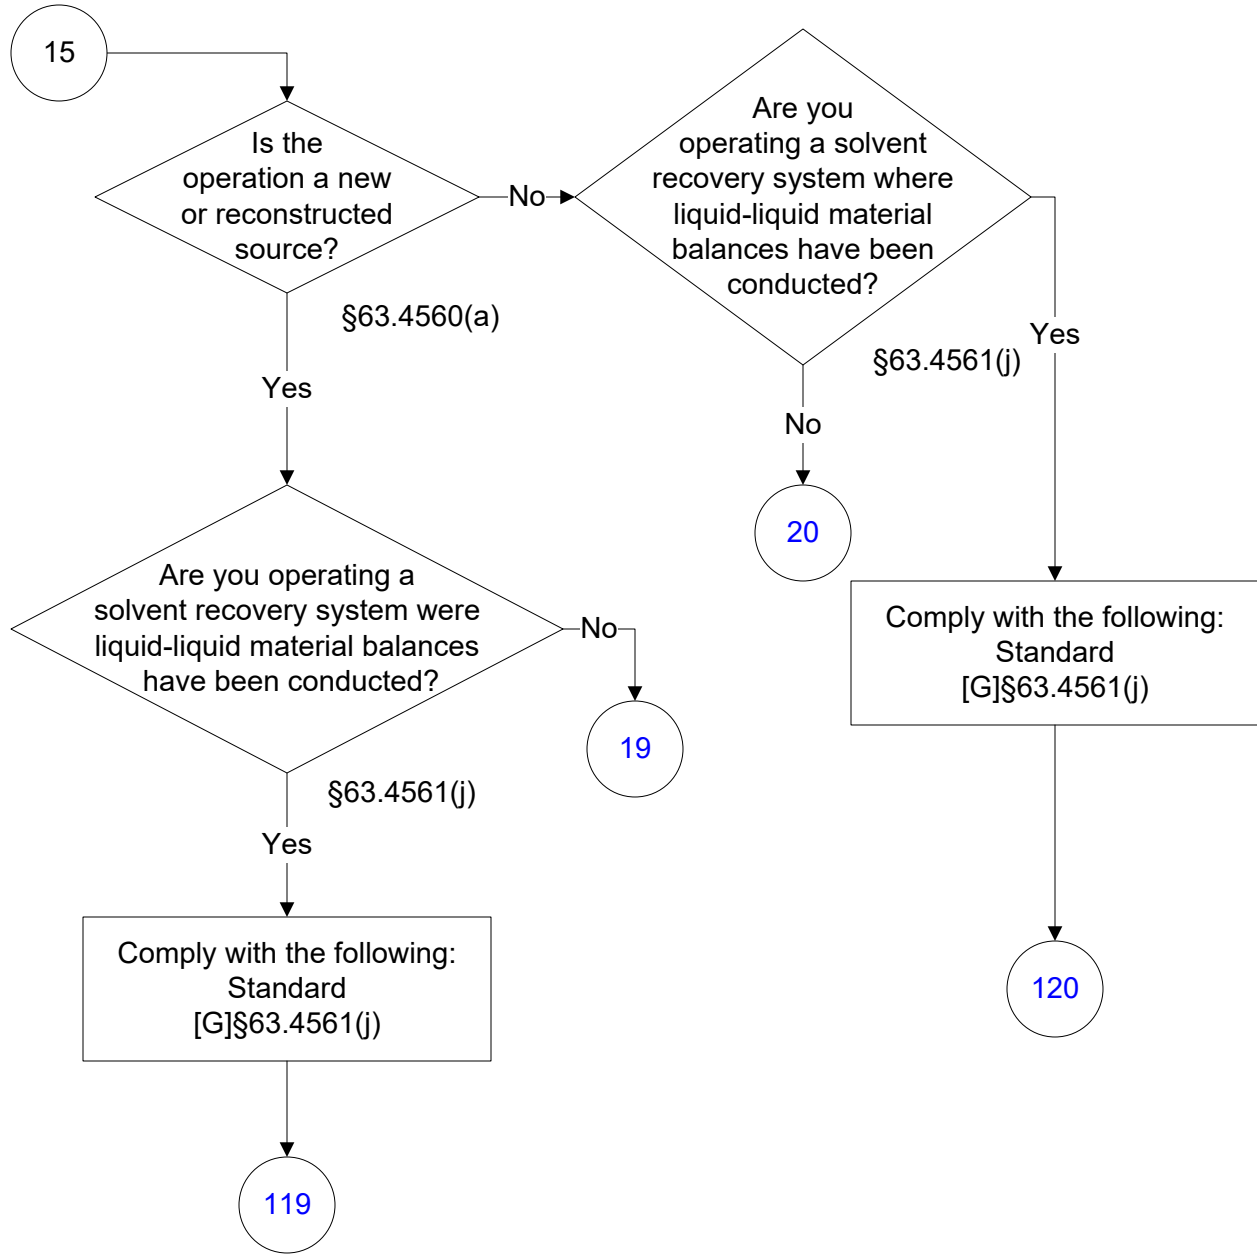 15
Is the
operation a new
or reconstructed
source?
No
Are you
operating a solvent
recovery system where
liquid-liquid material
balances have been
conducted?
§63.4560(a)
Yes
§63.4561(j)
Yes
No
20
Are you operating a
solvent recovery system were
liquid-liquid material balances
have been conducted?
No
19
Comply with the following:
Standard
[G]§63.4561(j)
§63.4561(j)
Yes
Comply with the following:
Standard
[G]§63.4561(j)
120
119